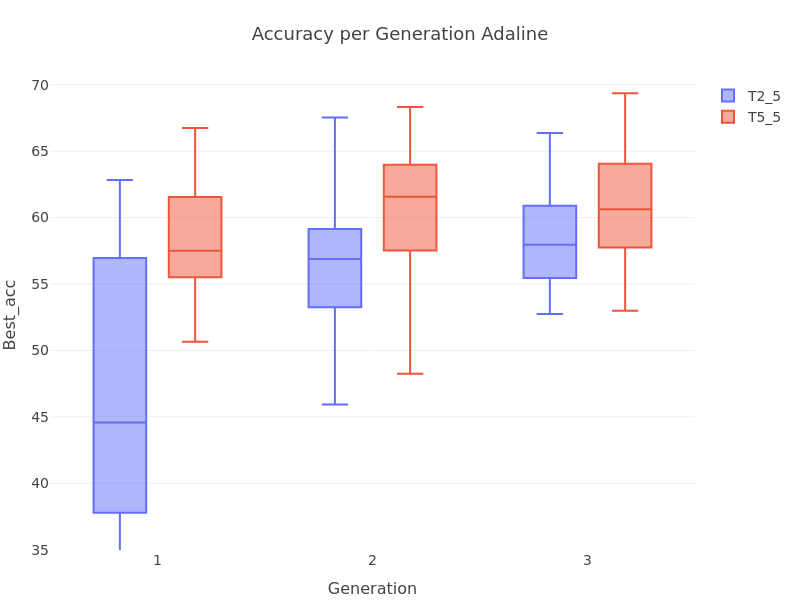 Accuracy per Generation Adaline
T2_5
T5_5
Best_acc
70
65
60
55
50
45
40
35
1
2
3
Generation